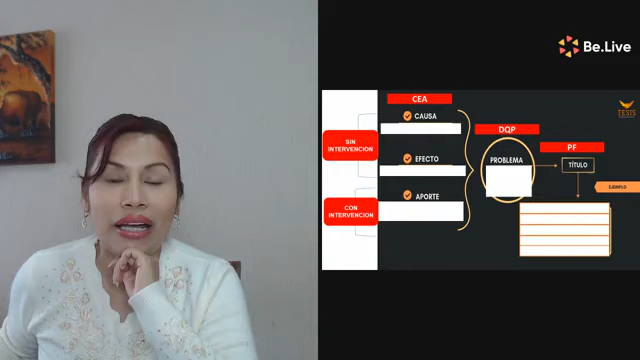 Be.Live
CEA
CAUSA
SIN
INTERVENCION
EFECTO
CON
INTERVENCION
APORTE
DQP
PROBLEMA
PF
TÍTULO
EJEMPLO
TESIS